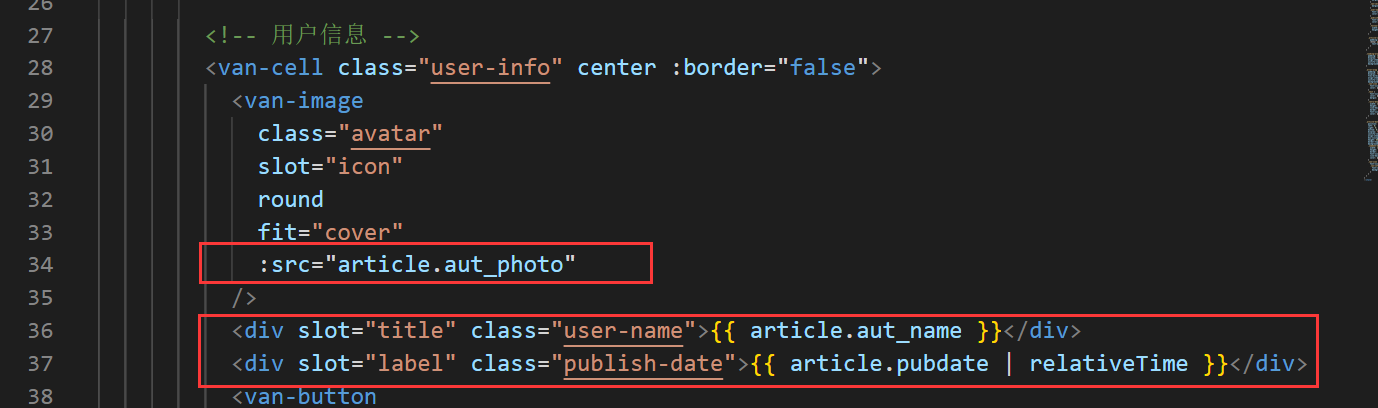 26
27 <!-- 用户信息 -->
28 <van-cell class="user-info" center :border="false">
29 <van-image
30 class="avatar"
31 slot="icon"
32 round
33 fit="cover"
34 :src="article.aut_photo"
35 />
36 <div slot="title" class="user-name">{{ article.aut_name }}</div>
37 <div slot="label" class="publish-date">{{ article.pubdate | relativeTime }}</div>
38 <van-button